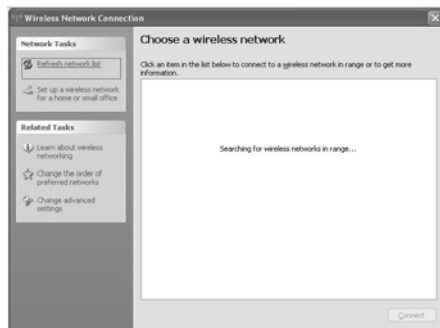 Wireless Network Connection
Network Tasks
Refresh network list
Set up a wireless network
for a home or small office
Related Tasks
Learn about wireless
networking
Change the order of
preferred networks
Change advanced
settings
Choose a wireless network
Click an item in the list below to connect to a wireless network in range or to get more
information.
Searching for wireless networks in range...
Connect